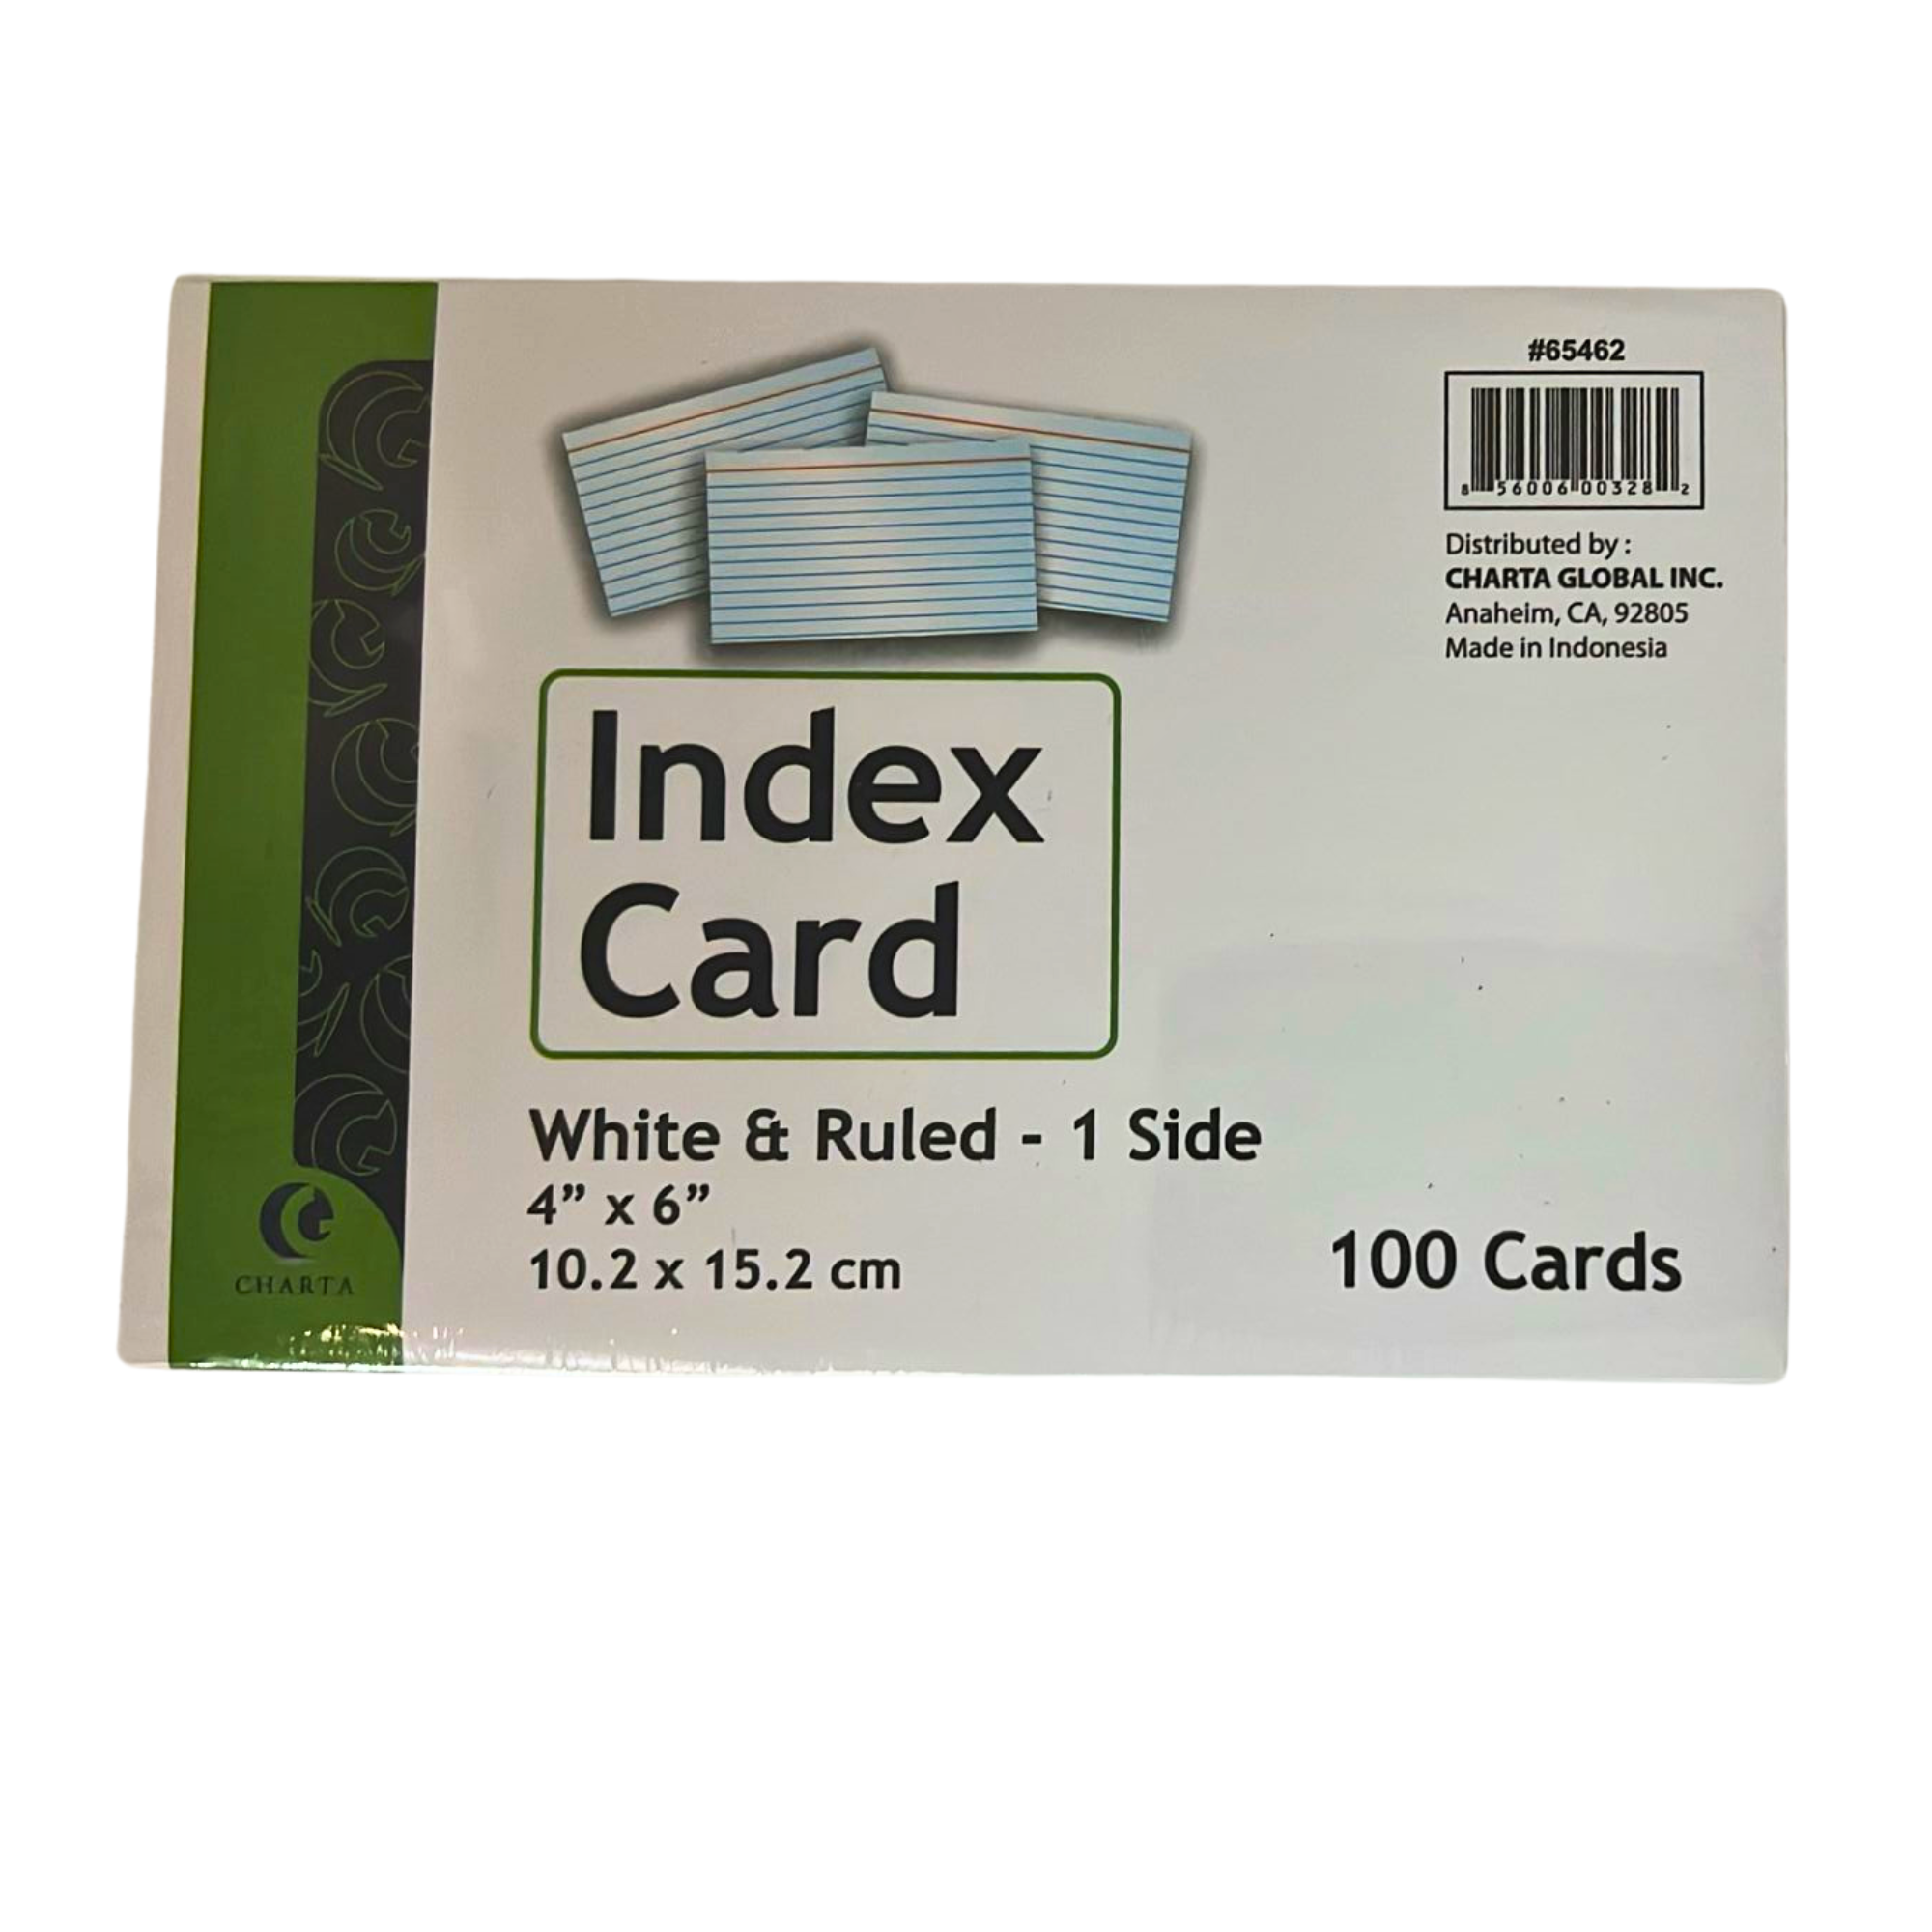 #65462
8 56006 00328 2
Distributed by :
CHARTA GLOBAL INC.
Anaheim, CA, 92805
Made in Indonesia
Index
Card
White & Ruled - 1 Side
4” x 6”
10.2 x 15.2 cm
100 Cards
CHARTA